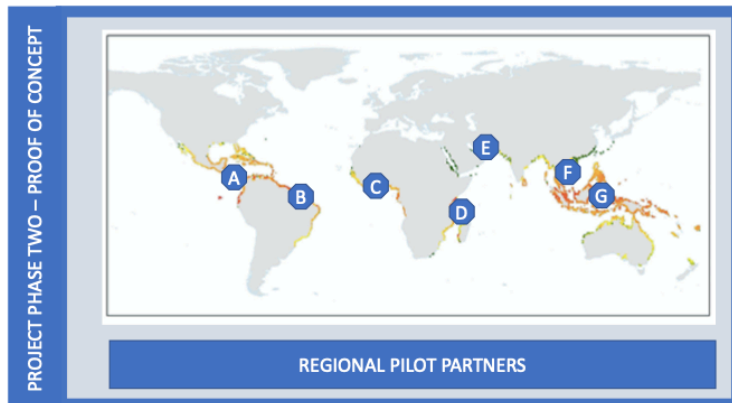 PROJECT PHASE TWO – PROOF OF CONCEPT
E
F
A
C
G
B
D
REGIONAL PILOT PARTNERS